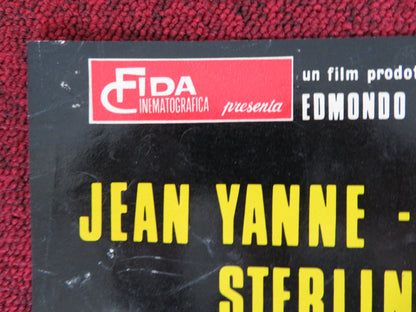 FIDA
CINEMATOGRAFICA presenta
un film prodot
EDMONDO
JEAN YANNE -
STERLIN